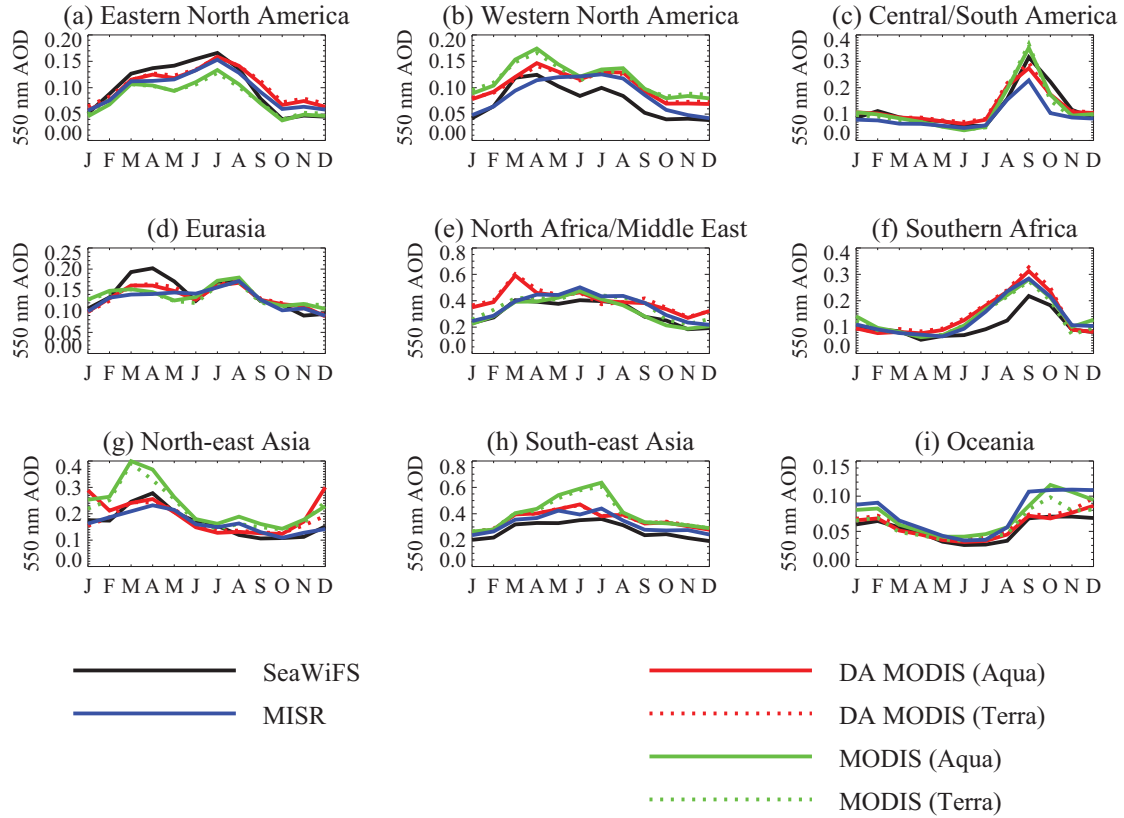 (a) Eastern North America
550 nm AOD
0.20
0.15
0.10
0.05
0.00
J F M A M J J A S O N D
(b) Western North America
550 nm AOD
0.20
0.15
0.10
0.05
0.00
J F M A M J J A S O N D
(c) Central/South America
550 nm AOD
0.4
0.3
0.2
0.1
0.0
J F M A M J J A S O N D
(d) Eurasia
550 nm AOD
0.25
0.20
0.15
0.10
0.05
0.00
J F M A M J J A S O N D
(e) North Africa/Middle East
550 nm AOD
0.8
0.6
0.4
0.2
0.0
J F M A M J J A S O N D
(f) Southern Africa
550 nm AOD
0.4
0.3
0.2
0.1
0.0
J F M A M J J A S O N D
(g) North-east Asia
550 nm AOD
0.4
0.3
0.2
0.1
0.0
J F M A M J J A S O N D
(h) South-east Asia
550 nm AOD
0.8
0.6
0.4
0.2
0.0
J F M A M J J A S O N D
(i) Oceania
550 nm AOD
0.15
0.10
0.05
0.00
J F M A M J J A S O N D
SeaWiFS
MISR
DA MODIS (Aqua)
DA MODIS (Terra)
MODIS (Aqua)
MODIS (Terra)